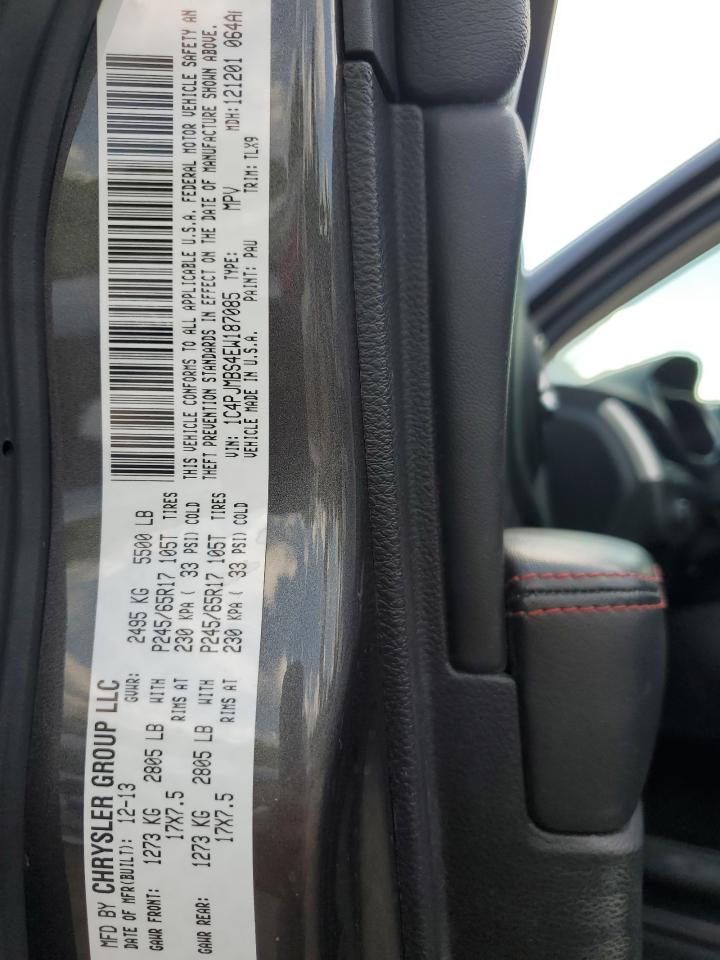 MFD BY CHRYSLER GROUP LLC
DATE OF MFR(BUILT): 12-13 GVWR: 2495 KG 5500 LB
GAWR FRONT: 1273 KG 2805 LB WITH P245/65R17 105T TIRES
17X7.5 RIMS AT 230 KPA ( 33 PSI) COLD
GAWR REAR: 1273 KG 2805 LB WITH P245/65R17 105T TIRES
17X7.5 RIMS AT 230 KPA ( 33 PSI) COLD
THIS VEHICLE CONFORMS TO ALL APPLICABLE U.S.A. FEDERAL MOTOR VEHICLE SAFETY AN
THEFT PREVENTION STANDARDS IN EFFECT ON THE DATE OF MANUFACTURE SHOWN ABOVE.
VIN: 1C4PJMBS4EW187085 TYPE: MPV MDH:121201 064A
VEHICLE MADE IN U.S.A. PAINT: PAU TRIM: TLX9